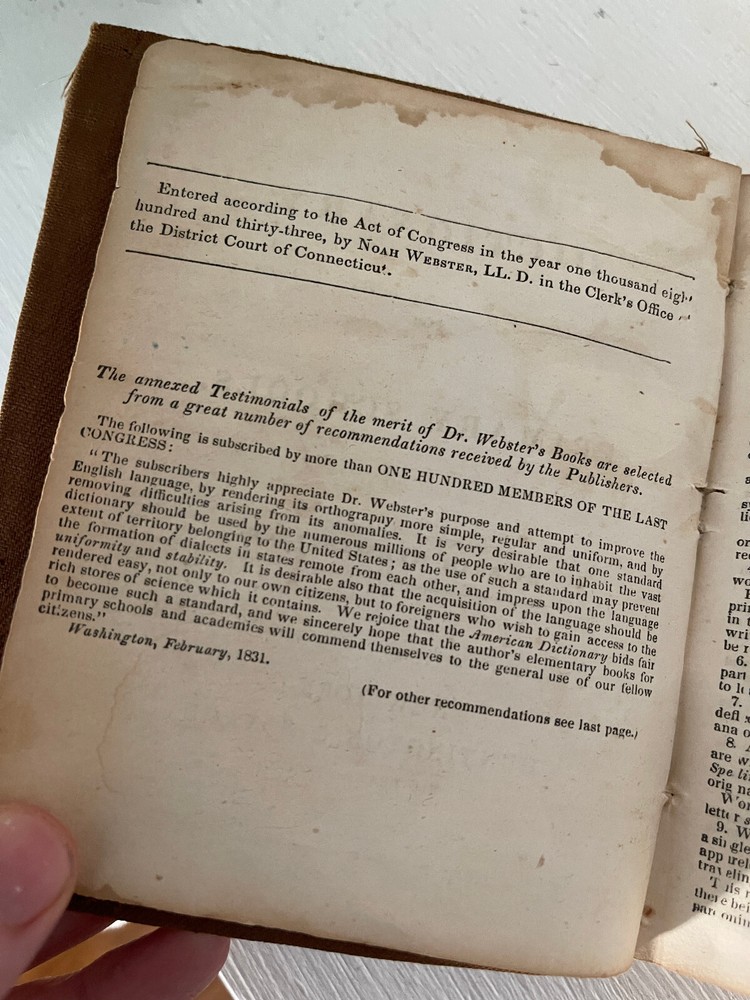 Entered according to the Act of Congress in the year one thousand
hundred and thirty-three, by NOAH WEBSTER, LL. D. in the Clerk's Office
the District Court of Connecticut.
The annexed Testimonials of the merit of Dr. Webster's Books are selected
from a great number of recommendations received by the Publishers.
The following is subscribed by more than ONE HUNDRED MEMBERS OF THE LAST
CONGRESS:
"The subscribers highly appreciate Dr. Webster's purpose and attempt to improve the
English language, by rendering its orthography more simple, regular and uniform, and by
removing difficulties arising from its anomalies. It is very desirable that one standard
dictionary should be used by the numerous millions of people who are to inhabit the vast
extent of territory belonging to the United States; as the use of such a standard may prevent
the formation of dialects in states remote from each other, and impress upon the language
uniformity and stability. It is desirable also that the acquisition of the language should be
rendered easy, not only to our own citizens, but to foreigners who wish to gain access to the
rich stores of science which it contains. We rejoice that the American Dictionary bids fair
to become such a standard, and we sincerely hope that the author's elementary books for
primary schools and academies will commend themselves to the general use of our fellow
citizens."
Washington, February, 1831.
(For other recommendations see last page.)
6.
7.
8.
are
9.